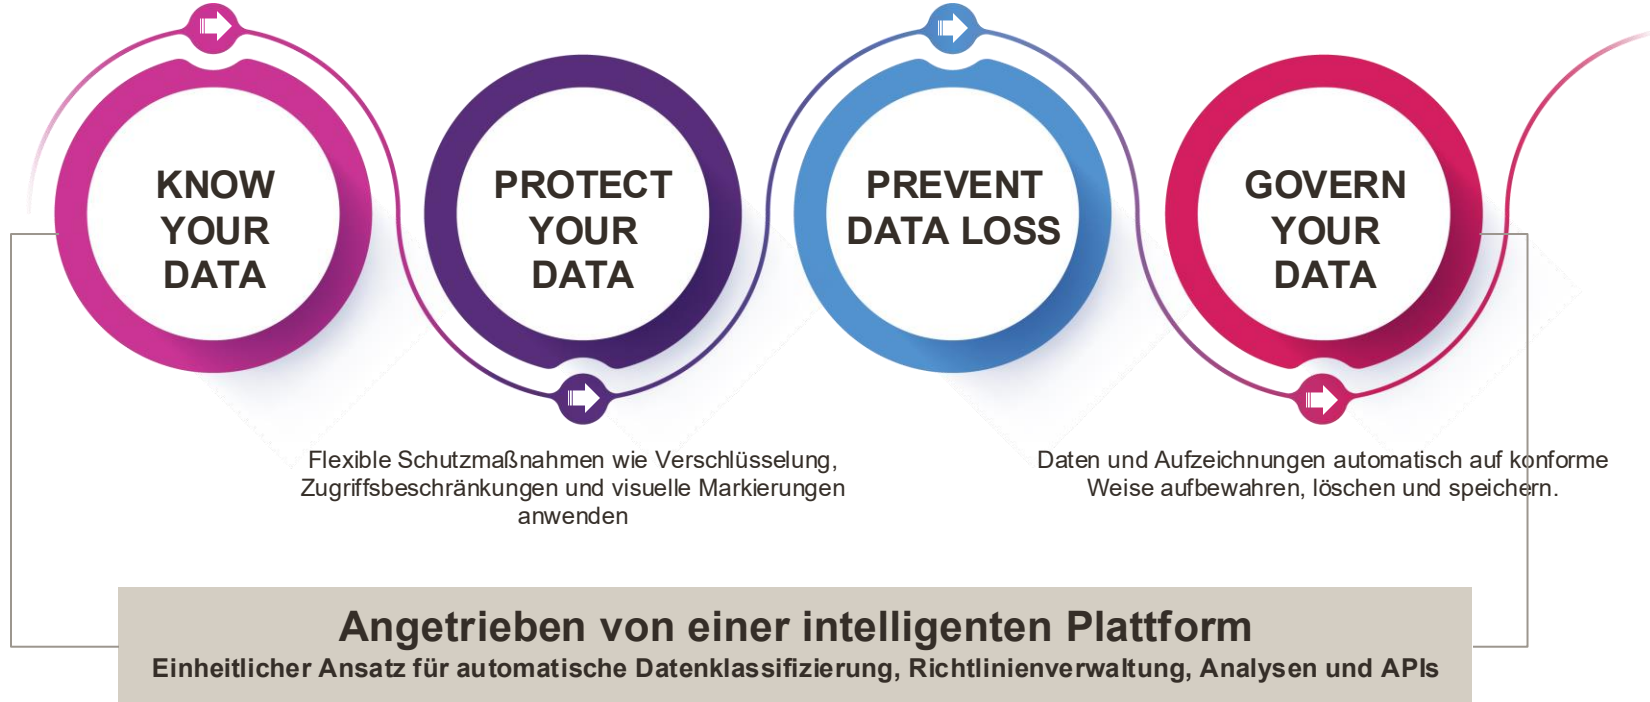 KNOW
YOUR
DATA
PROTECT
YOUR
DATA
PREVENT
DATA LOSS
GOVERN
YOUR
DATA
Flexible Schutzmaßnahmen wie Verschlüsselung,
Zugriffsbeschränkungen und visuelle Markierungen
anwenden
Daten und Aufzeichnungen automatisch auf konforme
Weise aufbewahren, löschen und speichern.
Angetrieben von einer intelligenten Plattform
Einheitlicher Ansatz für automatische Datenklassifizierung, Richtlinienverwaltung, Analysen und APIs